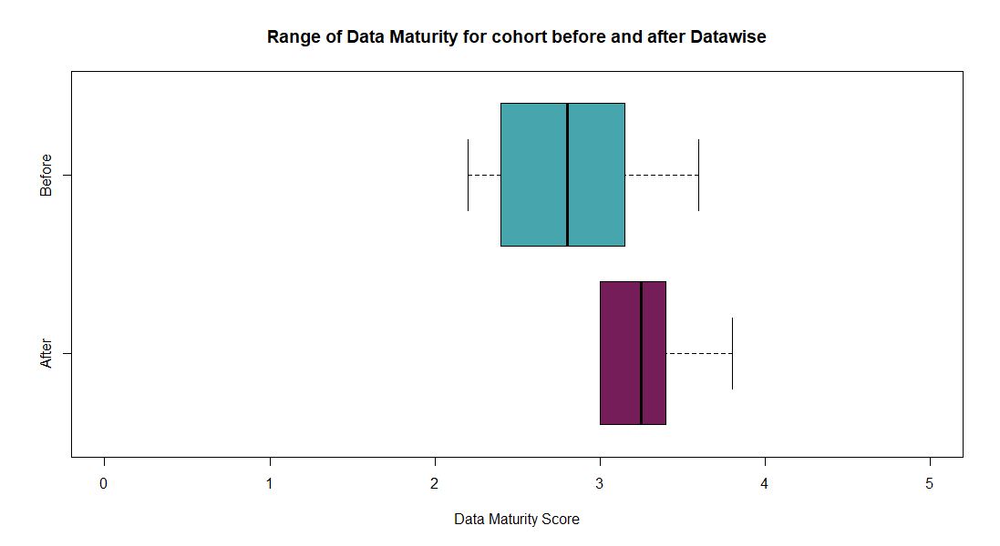 Range of Data Maturity for cohort before and after Datawise
Before
After
0 1 2 3 4 5
Data Maturity Score